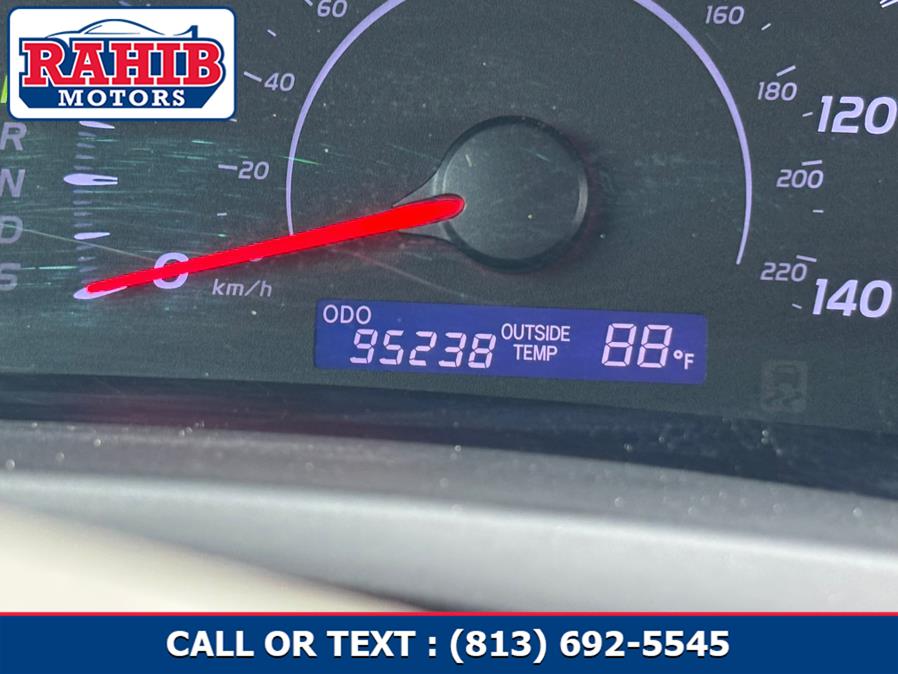 RAHIB
MOTORS
60
160
40
180
120
R
N
20
200
D
S
0
km/h
220
140
ODO
95238
OUTSIDE
TEMP
88°F
CALL OR TEXT : (813) 692-5545